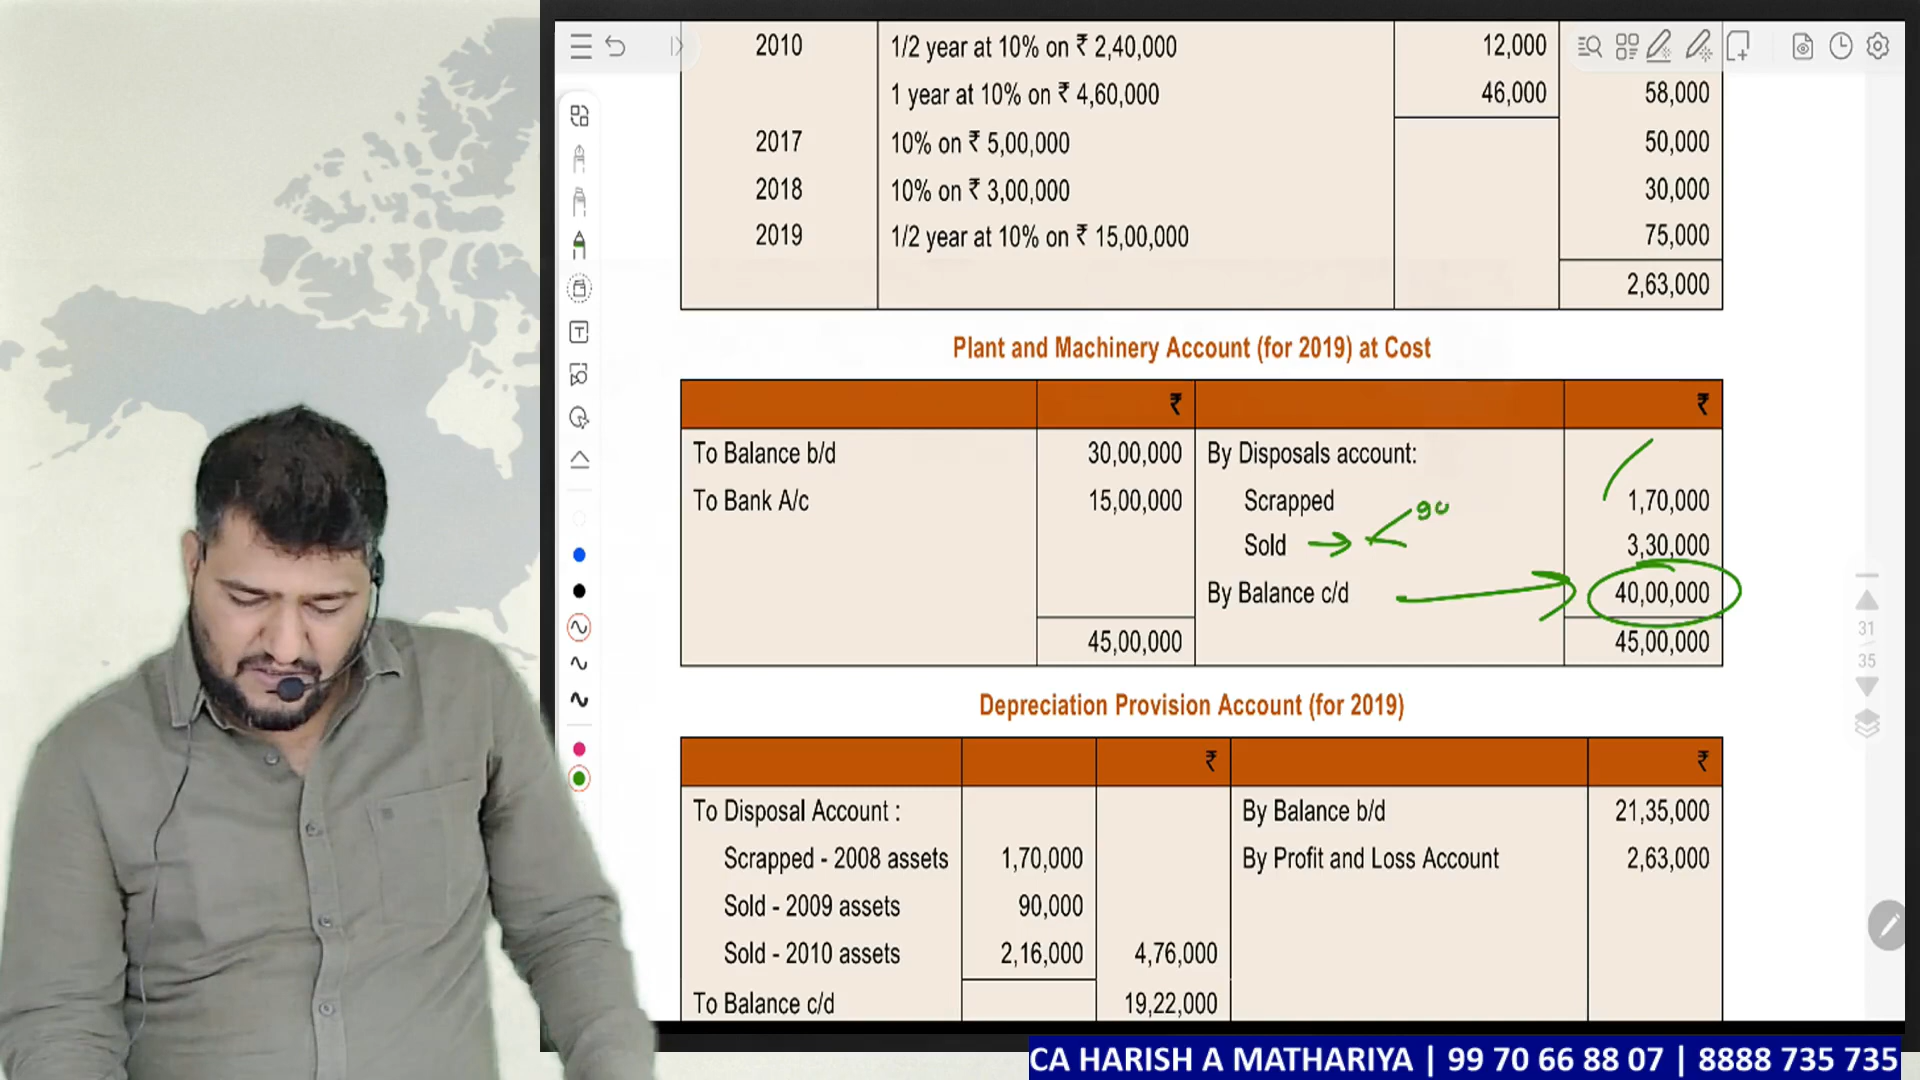 2010 1/2 year at 10% on ₹ 2,40,000 12,000
1 year at 10% on ₹ 4,60,000 46,000 58,000
2017 10% on ₹ 5,00,000 50,000
2018 10% on ₹ 3,00,000 30,000
2019 1/2 year at 10% on ₹ 15,00,000 75,000
2,63,000
Plant and Machinery Account (for 2019) at Cost
₹ ₹
To Balance b/d 30,00,000 By Disposals account:
To Bank A/c 15,00,000 Scrapped 1,70,000
90
Sold 3,30,000
By Balance c/d 40,00,000
45,00,000 45,00,000
31
35
Depreciation Provision Account (for 2019)
₹ ₹
To Disposal Account : By Balance b/d 21,35,000
Scrapped - 2008 assets 1,70,000 By Profit and Loss Account 2,63,000
Sold - 2009 assets 90,000
Sold - 2010 assets 2,16,000 4,76,000
To Balance c/d 19,22,000
CA HARISH A MATHARIYA | 99 70 66 88 07 | 8888 735 735